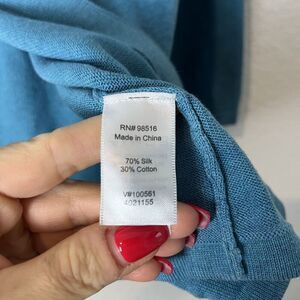 RN# 98516
Made in China
70% Silk
30% Cotton
V#100561
4021155